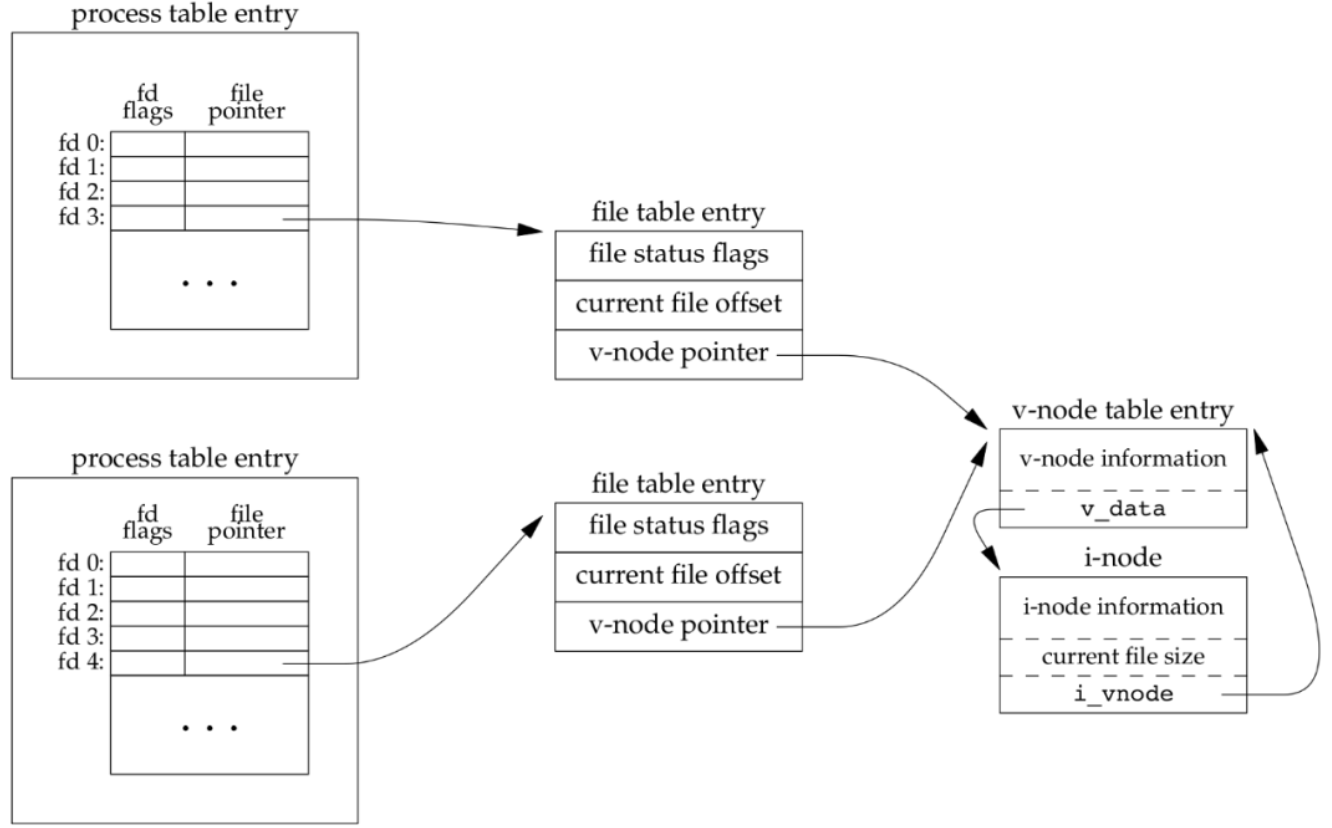 process table entry
fd
flags
file
pointer
fd 0:
fd 1:
fd 2:
fd 3:
. . .
file table entry
file status flags
current file offset
v-node pointer
process table entry
fd
flags
file
pointer
fd 0:
fd 1:
fd 2:
fd 3:
fd 4:
. . .
file table entry
file status flags
current file offset
v-node pointer
v-node table entry
v-node information
v_data
i-node
i-node information
current file size
i_vnode